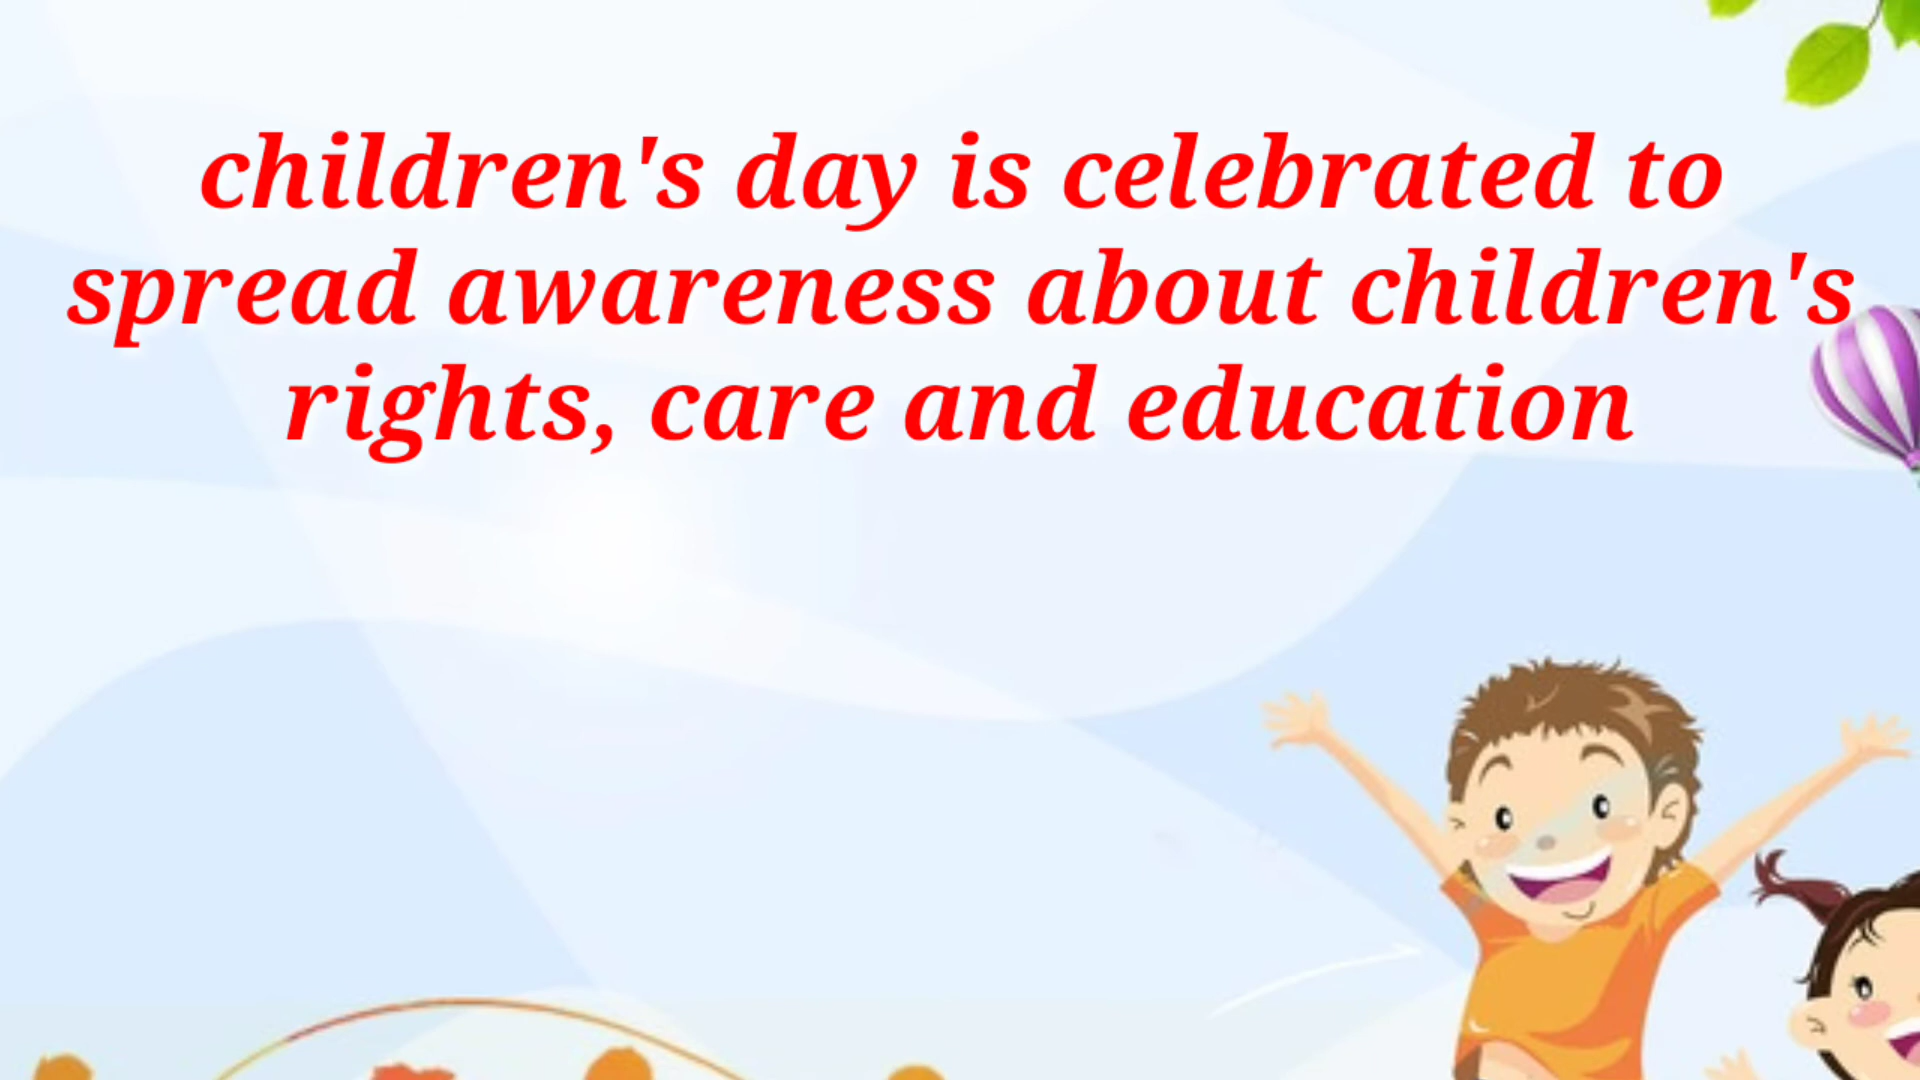 children's day is celebrated to
spread awareness about children's
rights, care and education